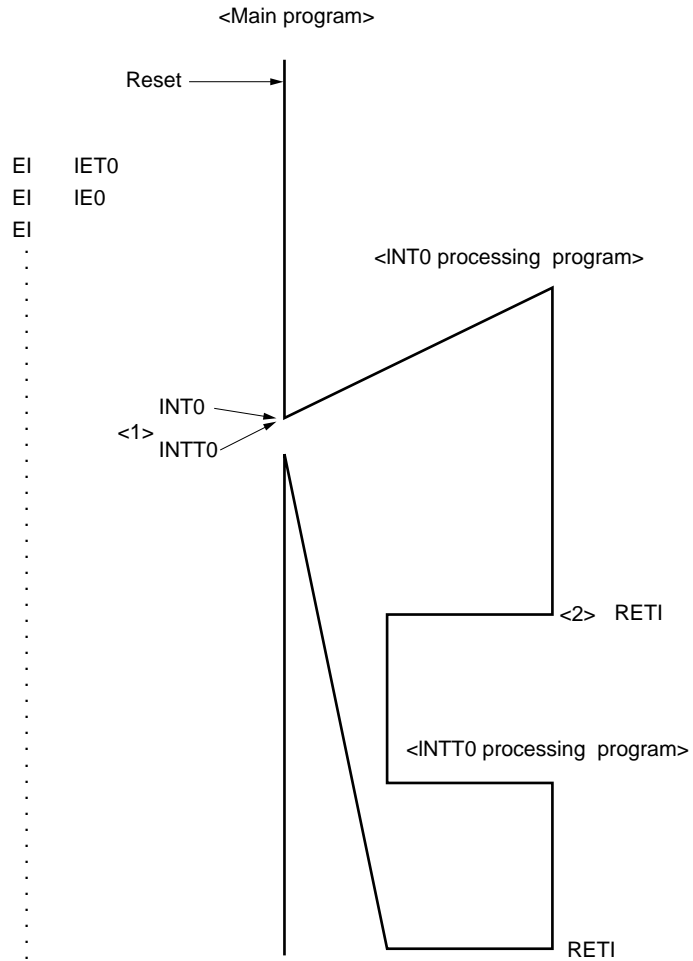 <Main program>
Reset
EI IET0
EI IE0
EI
<INT0 processing program>
INT0
<1>
INTT0
<2> RETI
<INTT0 processing program>
RETI